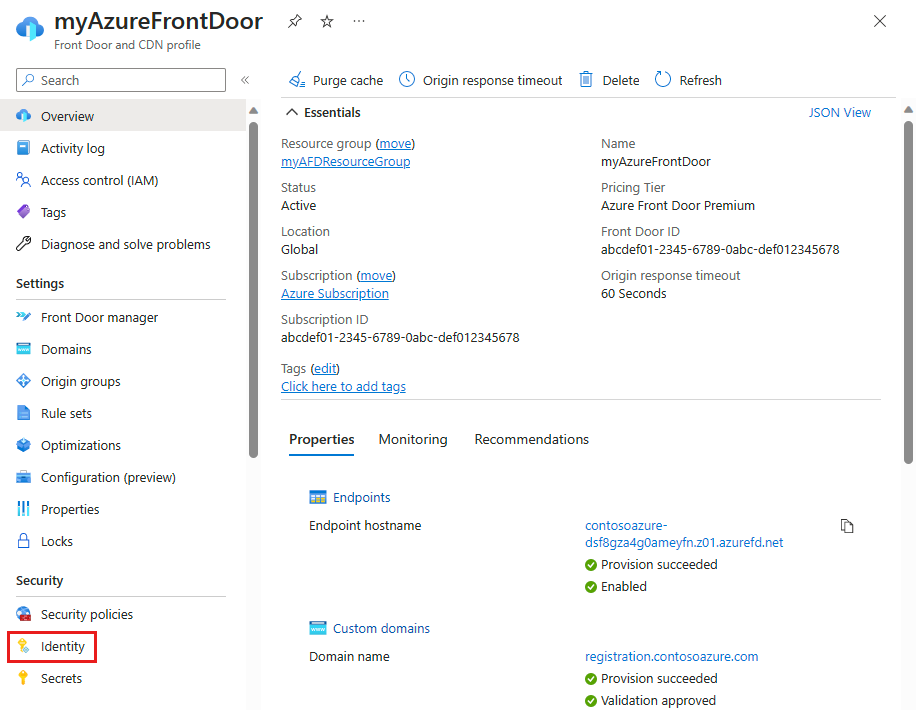 myAzureFrontDoor
Front Door and CDN profile
Search
Overview
Activity log
Access control (IAM)
Tags
Diagnose and solve problems
Settings
Front Door manager
Domains
Origin groups
Rule sets
Optimizations
Configuration (preview)
Properties
Locks
Security
Security policies
Identity
Secrets
Purge cache
Origin response timeout
Delete
Refresh
Essentials
JSON View
Resource group (move)
myAFDResourceGroup
Status
Active
Location
Global
Subscription (move)
Azure Subscription
Subscription ID
abcdef01-2345-6789-0abc-def012345678
Tags (edit)
Click here to add tags
Name
myAzureFrontDoor
Pricing Tier
Azure Front Door Premium
Front Door ID
abcdef01-2345-6789-0abc-def012345678
Origin response timeout
60 Seconds
Properties
Monitoring
Recommendations
Endpoints
Endpoint hostname
contosoazure-
dsf8gza4g0ameyfn.z01.azurefd.net
Provision succeeded
Enabled
Custom domains
Domain name
registration.contosoazure.com
Provision succeeded
Validation approved